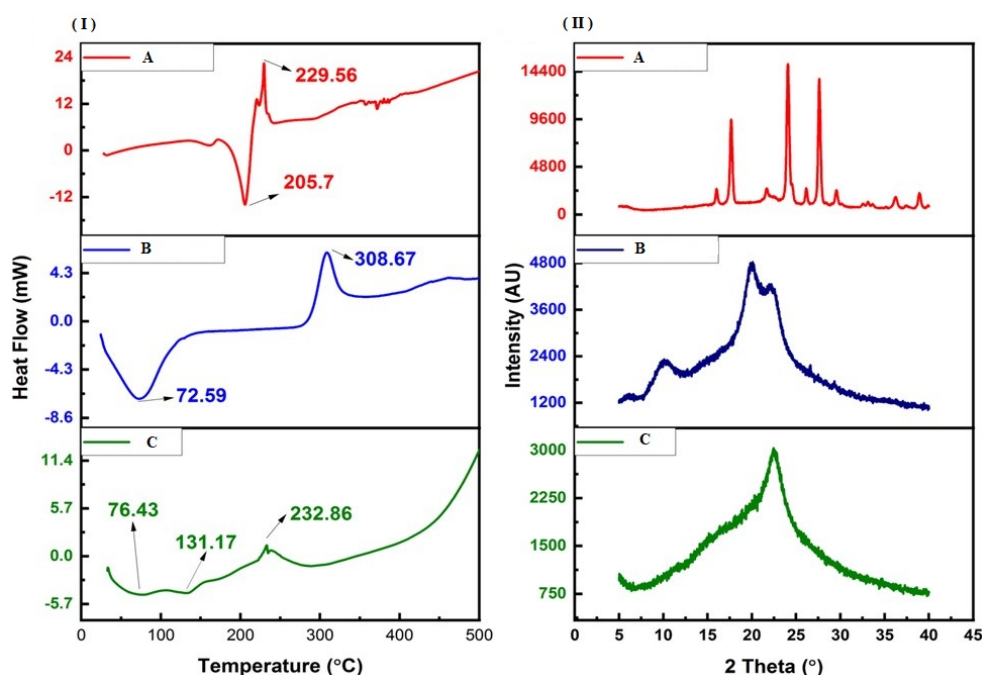 ( I )
A
24
12
0
-12
229.56
205.7
B
4.3
0.0
-4.3
-8.6
308.67
72.59
C
11.4
5.7
0.0
-5.7
76.43
131.17
232.86
0 100 200 300 400 500
Temperature (°C)
Heat Flow (mW)
( II )
A
14400
9600
4800
0
B
4800
3600
2400
1200
C
3000
2250
1500
750
0 5 10 15 20 25 30 35 40 45
2 Theta (°)
Intensity (AU)